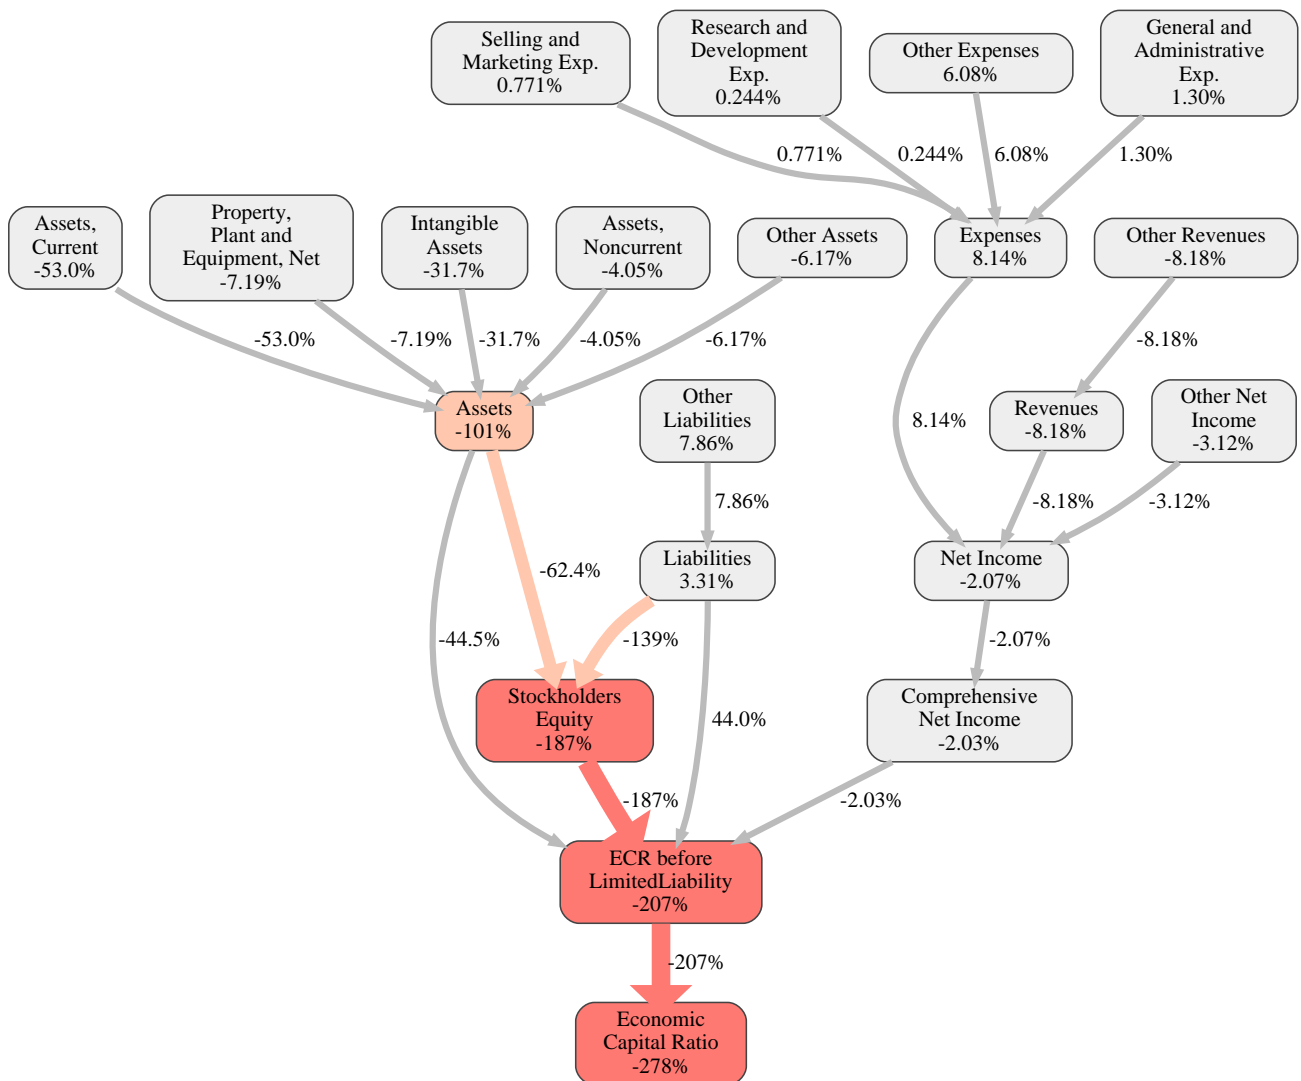 Selling and
Marketing Exp.
0.771%
Research and
Development
Exp.
0.244%
Other Expenses
6.08%
General and
Administrative
Exp.
1.30%
0.771%
0.244%
6.08%
1.30%
Assets,
Current
-53.0%
Property,
Plant and
Equipment, Net
-7.19%
Intangible
Assets
-31.7%
Assets,
Noncurrent
-4.05%
Other Assets
-6.17%
Expenses
8.14%
Other Revenues
-8.18%
-53.0%
-7.19%
-31.7%
-4.05%
-6.17%
-8.18%
Assets
-101%
Other
Liabilities
7.86%
8.14%
Revenues
-8.18%
Other Net
Income
-3.12%
7.86%
-8.18%
-3.12%
-62.4%
Liabilities
3.31%
Net Income
-2.07%
-44.5%
-139%
-2.07%
Stockholders
Equity
-187%
44.0%
Comprehensive
Net Income
-2.03%
-187%
-2.03%
ECR before
LimitedLiability
-207%
-207%
Economic
Capital Ratio
-278%